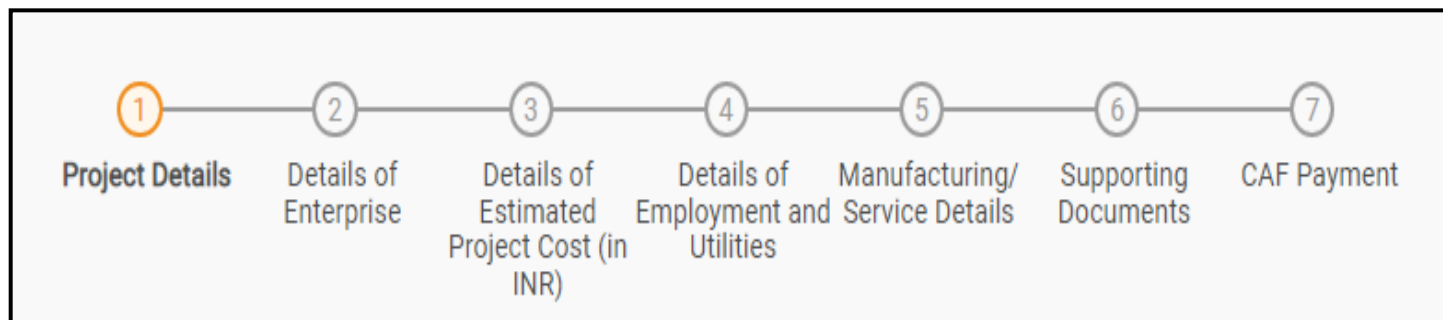 1
Project Details
2
Details of
Enterprise
3
Details of
Estimated
Project Cost (in
INR)
4
Details of
Employment and
Utilities
5
Manufacturing/
Service Details
6
Supporting
Documents
7
CAF Payment